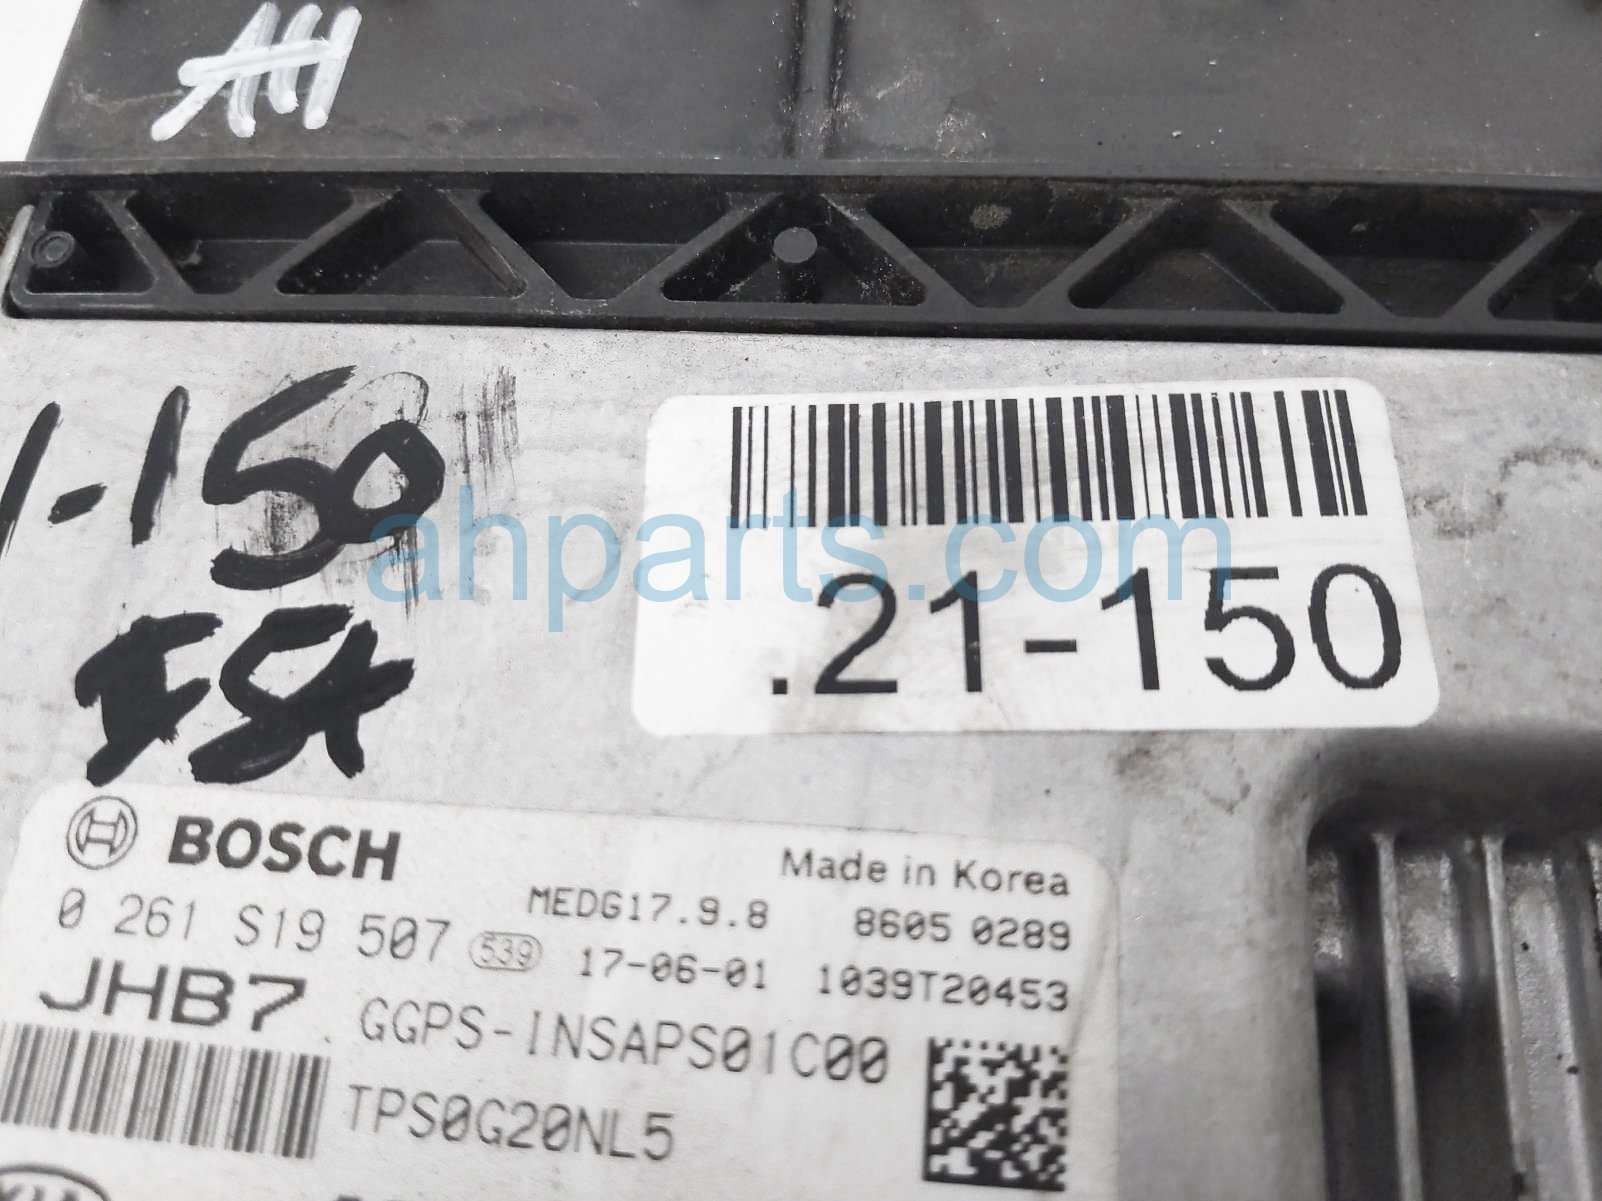 AH
1-150
ahparts.com
.21-150
BOSCH
Made in Korea
0 261 S19 507 539
MEDG17.9.8 8605 0289
17-06-01 1039T20453
JHB7
GGPS-INSAPS01C00
TPS0G20NL5